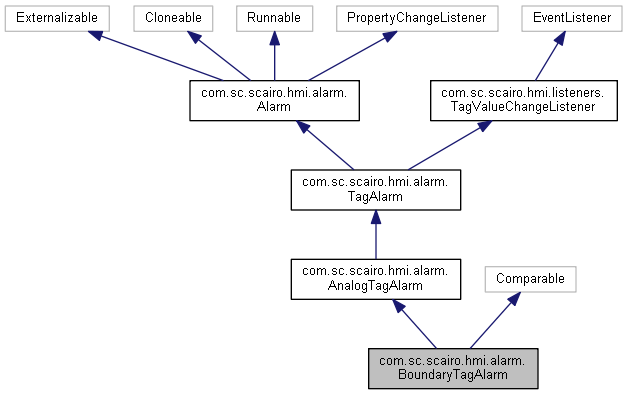 Externalizable
Cloneable
Runnable
PropertyChangeListener
EventListener
com.sc.scairo.hmi.alarm.
Alarm
com.sc.scairo.hmi.listeners.
TagValueChangeListener
com.sc.scairo.hmi.alarm.
TagAlarm
com.sc.scairo.hmi.alarm.
AnalogTagAlarm
Comparable
com.sc.scairo.hmi.alarm.
BoundaryTagAlarm